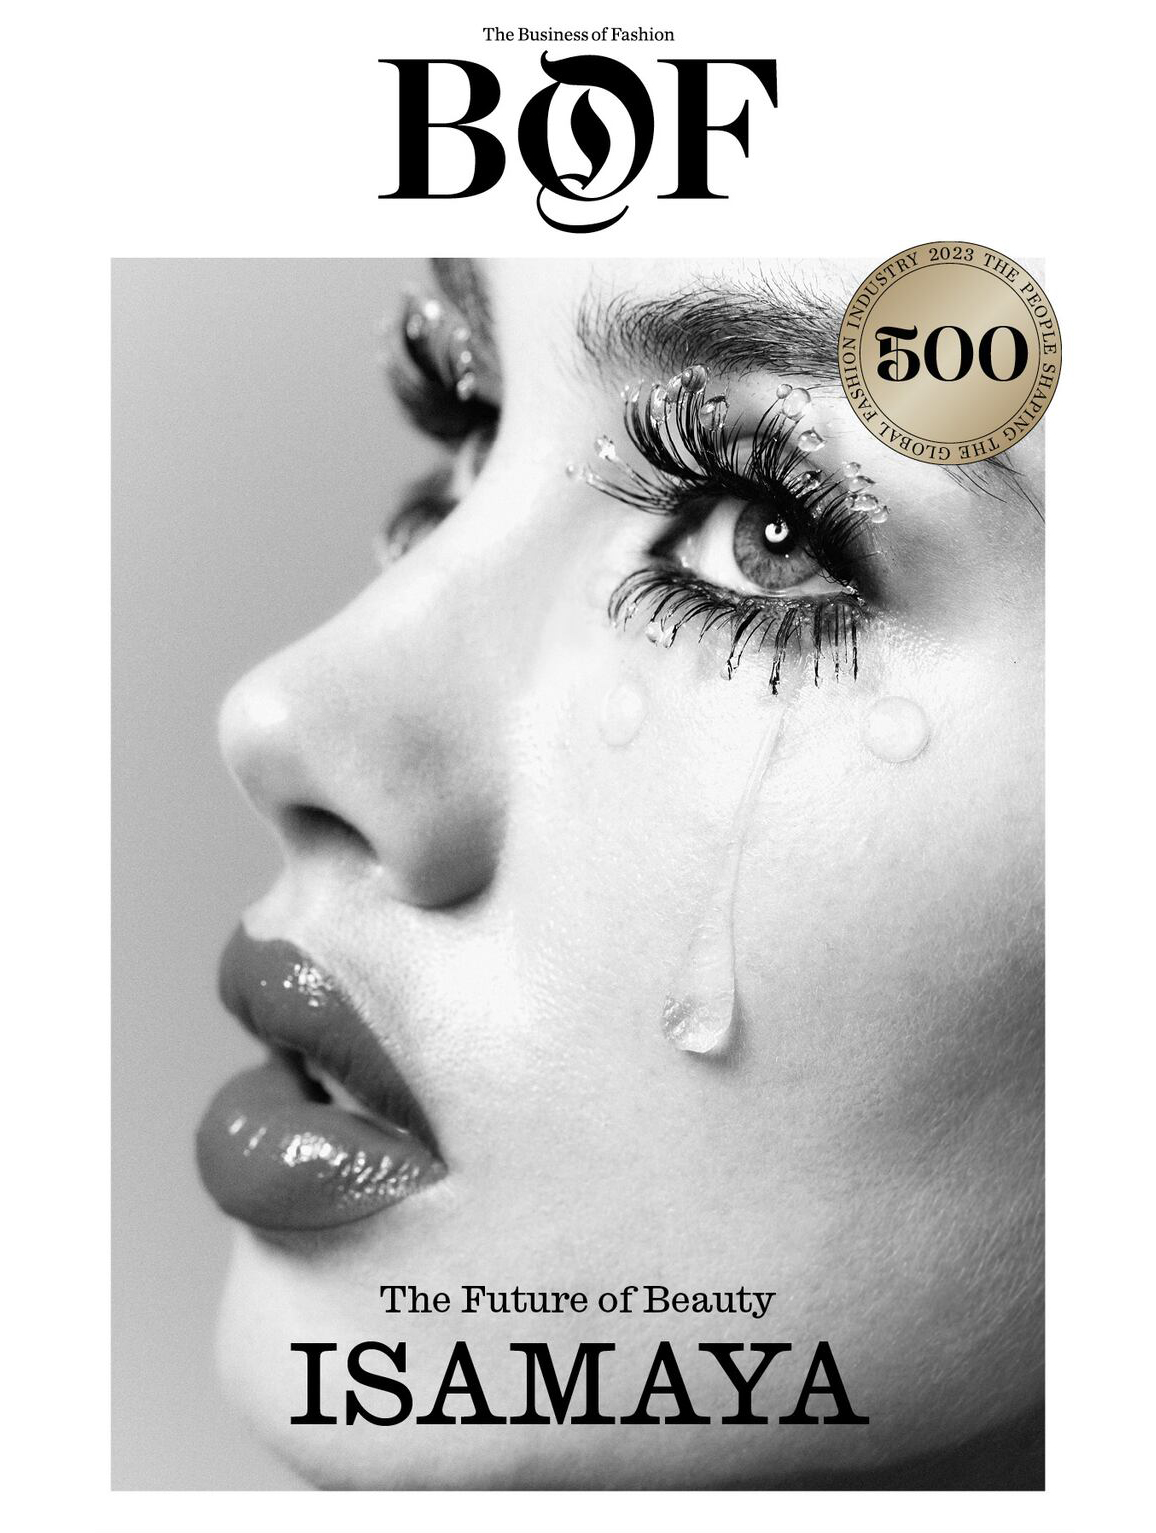 The Business of Fashion
BOF
500
2023 THE PEOPLE SHAPING THE GLOBAL FASHION INDUSTRY
The Future of Beauty
ISAMAYA